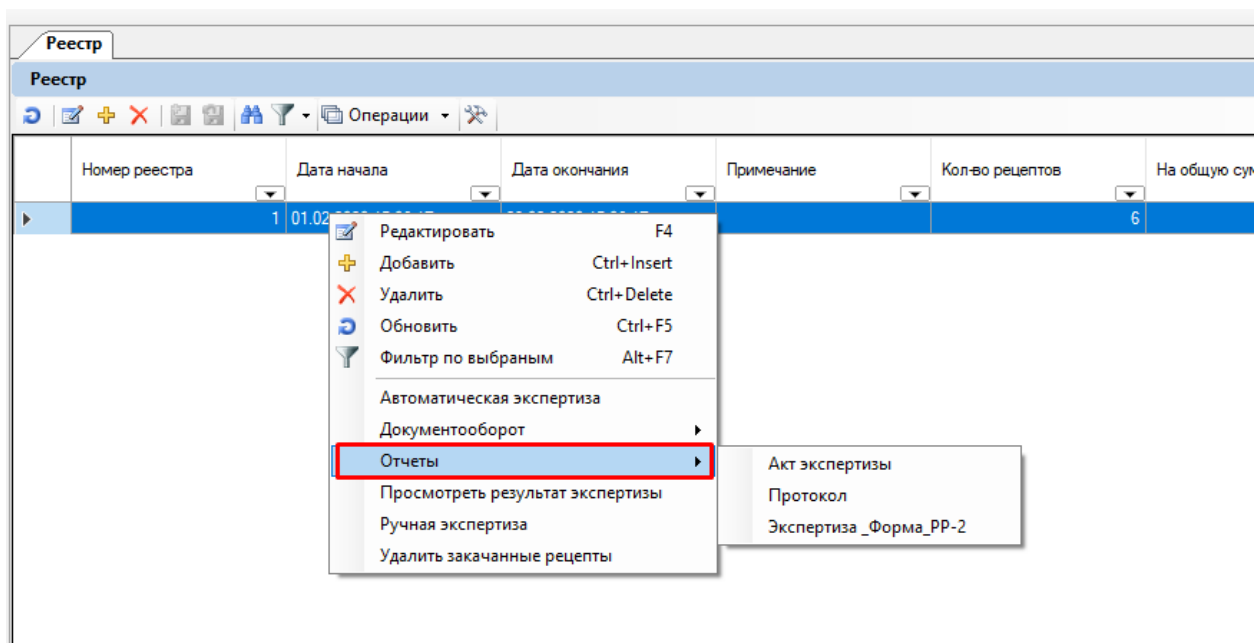 Реестр
Реестр
Операции
Номер реестра Дата начала Дата окончания Примечание Кол-во рецептов На общую сум
1 01.02 6
Редактировать F4
Добавить Ctrl+Insert
Удалить Ctrl+Delete
Обновить Ctrl+F5
Фильтр по выбраным Alt+F7
Автоматическая экспертиза
Документооборот
Отчеты
Просмотреть результат экспертизы
Ручная экспертиза
Удалить закачанные рецепты
Акт экспертизы
Протокол
Экспертиза _Форма_РР-2